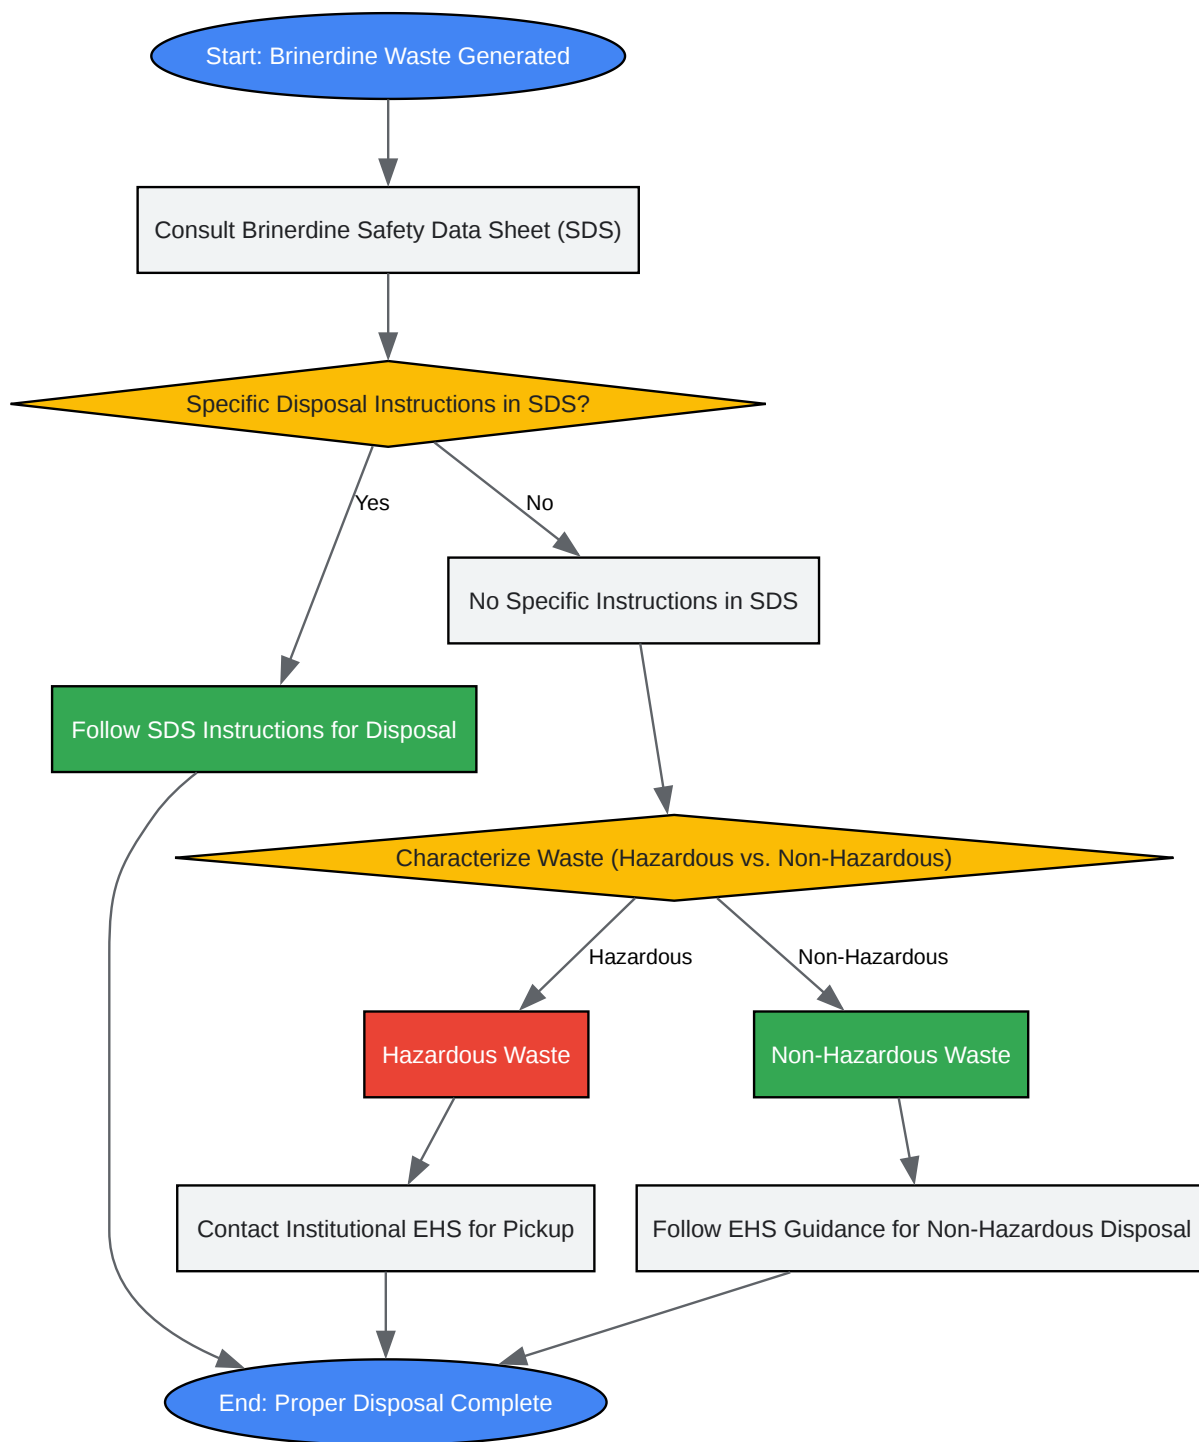 Start: Brinerdine Waste Generated
Consult Brinerdine Safety Data Sheet (SDS)
Specific Disposal Instructions in SDS?
Yes
No
No Specific Instructions in SDS
Follow SDS Instructions for Disposal
Characterize Waste (Hazardous vs. Non-Hazardous)
Hazardous
Non-Hazardous
Hazardous Waste
Non-Hazardous Waste
Contact Institutional EHS for Pickup
Follow EHS Guidance for Non-Hazardous Disposal
End: Proper Disposal Complete